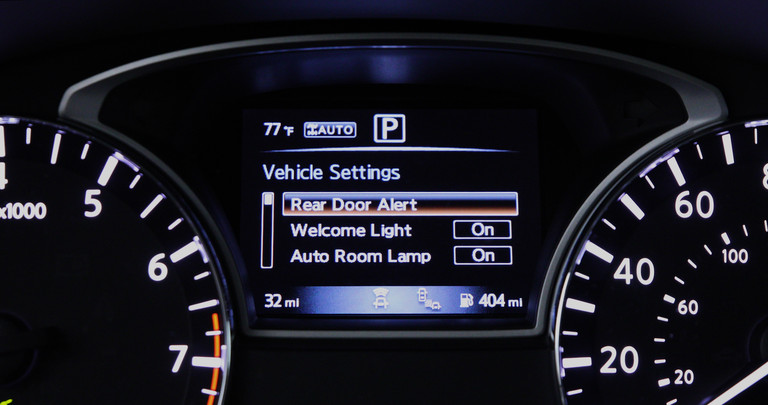 77°F AUTO P
Vehicle Settings
Rear Door Alert
Welcome Light On
Auto Room Lamp On
32 mi 404 mi
4
x1000
5
6
7
60
40
20
100
60
20